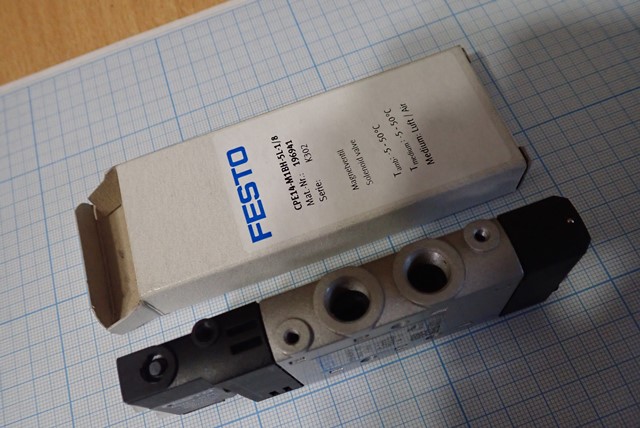 FESTO
CPE14-M1BH-5L-1/8
Mat.Nr.: 196941
Serie: K202
Magnetventil
Solenoid valve
Tamb -5 - 50°C
Tmedium: -5 - 50°C
Medium: Luft / Air